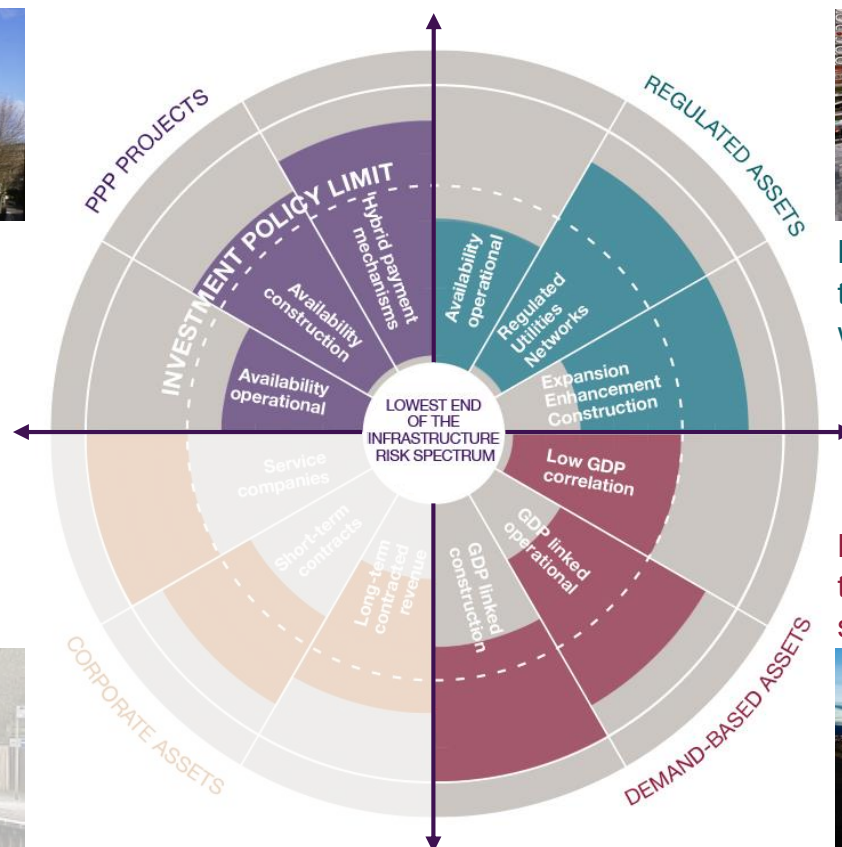 PPP PROJECTS
REGULATED ASSETS
INVESTMENT POLICY LIMIT
Hybrid payment
mechanisms
Availability
construction
Availability
operational
Availability
operational
Regulated
Utilities
Networks
Expansion
Enhancement
Construction
LOWEST END
OF THE
INFRASTRUCTURE
RISK SPECTRUM
Service
companies
Short-term
contracts
Long-term
contracted
revenue
Low GDP
correlation
GDP linked
operational
GDP linked
construction
CORPORATE ASSETS
DEMAND-BASED ASSETS